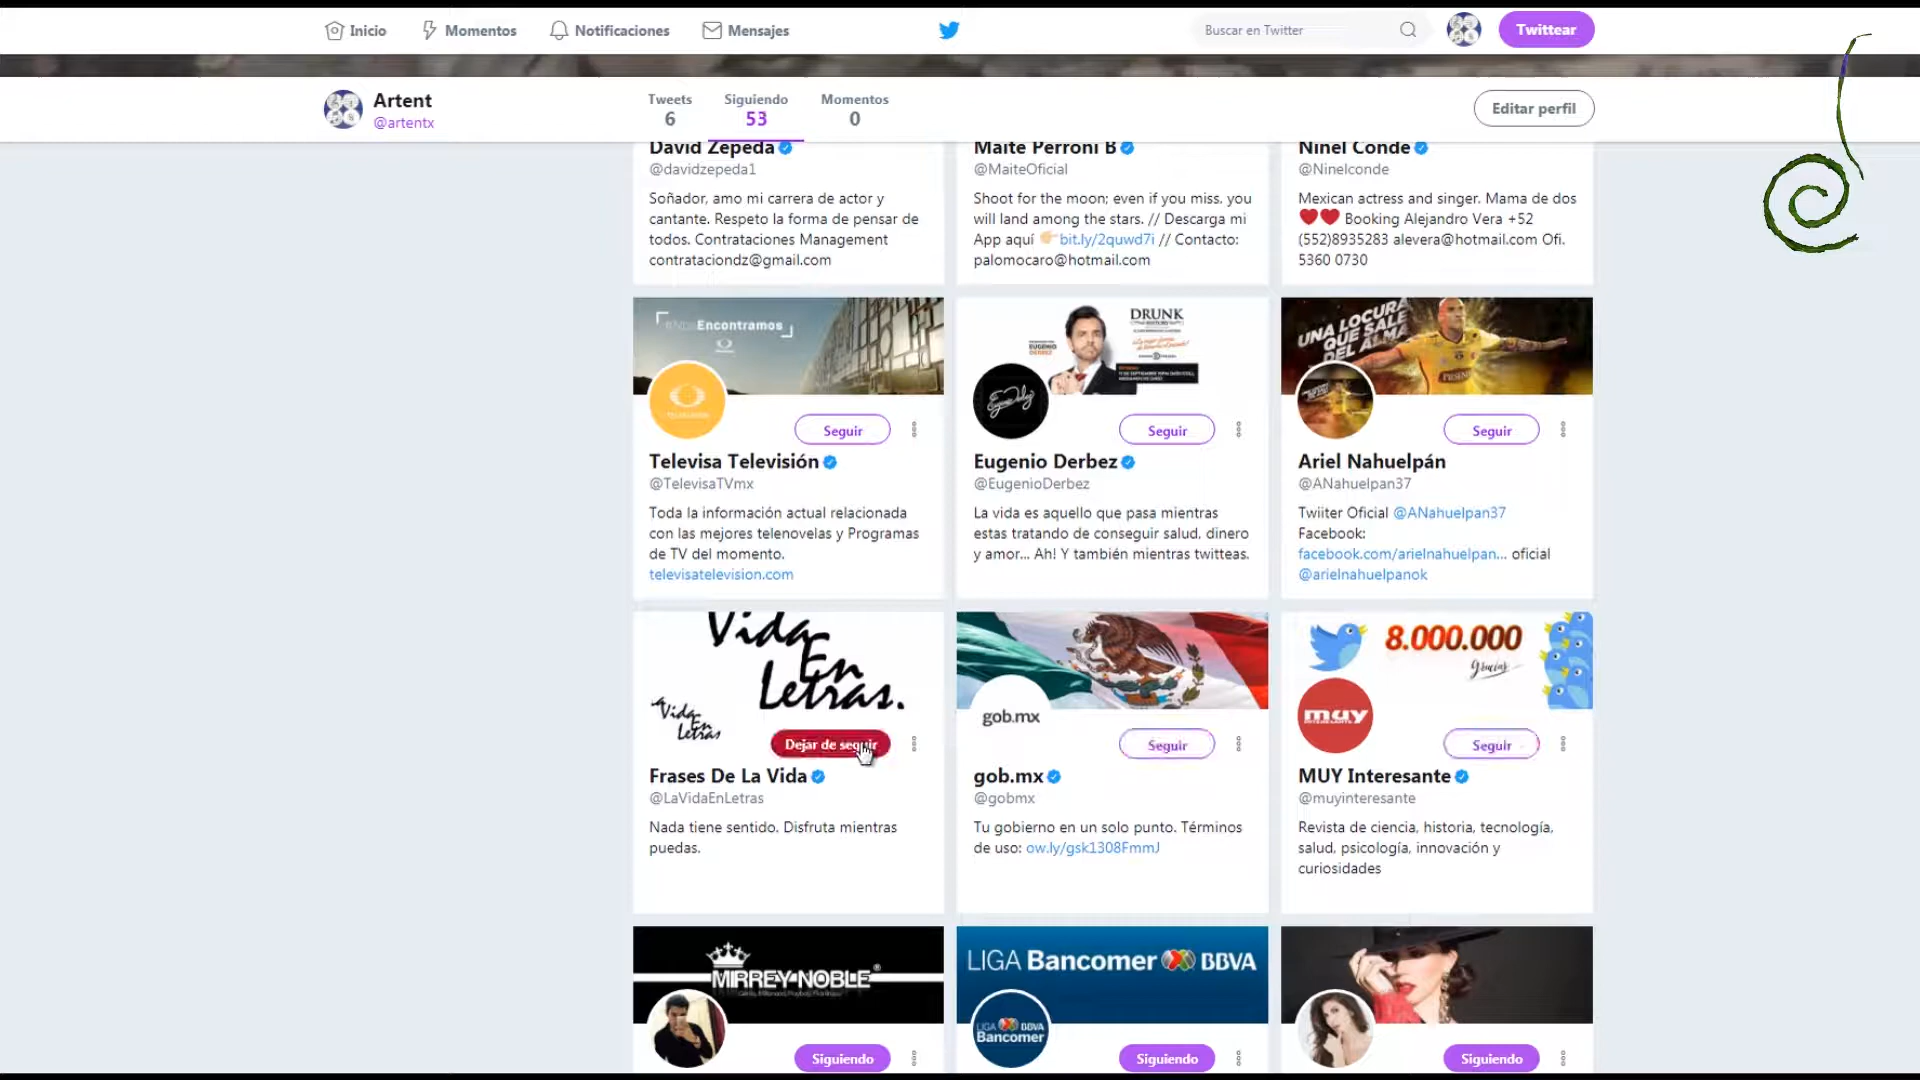 Inicio
Momentos
Notificaciones
Mensajes
Buscar en Twitter
Twittear
Artent
@artentx
Tweets
6
Siguiendo
53
Momentos
0
Editar perfil
David Zepeda
@davidzepeda1
Soñador, amo mi carrera de actor y
cantante. Respeto la forma de pensar de
todos. Contrataciones Management
contrataciondz@gmail.com
Maite Perroni B
@MaiteOficial
Shoot for the moon; even if you miss, you
will land among the stars. // Descarga mi
App aquí 👉🏼 bit.ly/2quwd7i // Contacto:
palomocaro@hotmail.com
Ninel Conde
@Ninelconde
Mexican actress and singer. Mama de dos
❤️❤️ Booking Alejandro Vera +52
(552)8935283 alevera@hotmail.com Ofi.
5360 0730
Encontramos
Seguir
Televisa Televisión
@TelevisaTVmx
Toda la información actual relacionada
con las mejores telenovelas y Programas
de TV del momento.
televisatelevision.com
DRUNK
EUGENIO
DERBEZ
Seguir
Eugenio Derbez
@EugenioDerbez
La vida es aquello que pasa mientras
estas tratando de conseguir salud, dinero
y amor... Ah! Y también mientras twitteas.
UNA LOCURA
QUE SALE
DEL ALMA
Seguir
Ariel Nahuelpán
@ANahuelpan37
Twiiter Oficial @ANahuelpan37
Facebook:
facebook.com/arielnahuelpan... oficial
@arielnahuelpanok
Vida
En
Letras.
Vida
En
Letras
Dejar de seguir
Frases De La Vida
@LaVidaEnLetras
Nada tiene sentido. Disfruta mientras
puedas.
gob.mx
Seguir
gob.mx
@gobmx
Tu gobierno en un solo punto. Términos
de uso: ow.ly/gsk1308FmmJ
8.000.000
gracias
muy
Seguir
MUY Interesante
@muyinteresante
Revista de ciencia, historia, tecnología,
salud, psicología, innovación y
curiosidades
MIRREY·NOBLE®
Siguiendo
LIGA Bancomer BBVA
LIGA BBVA
Bancomer
Siguiendo
Siguiendo